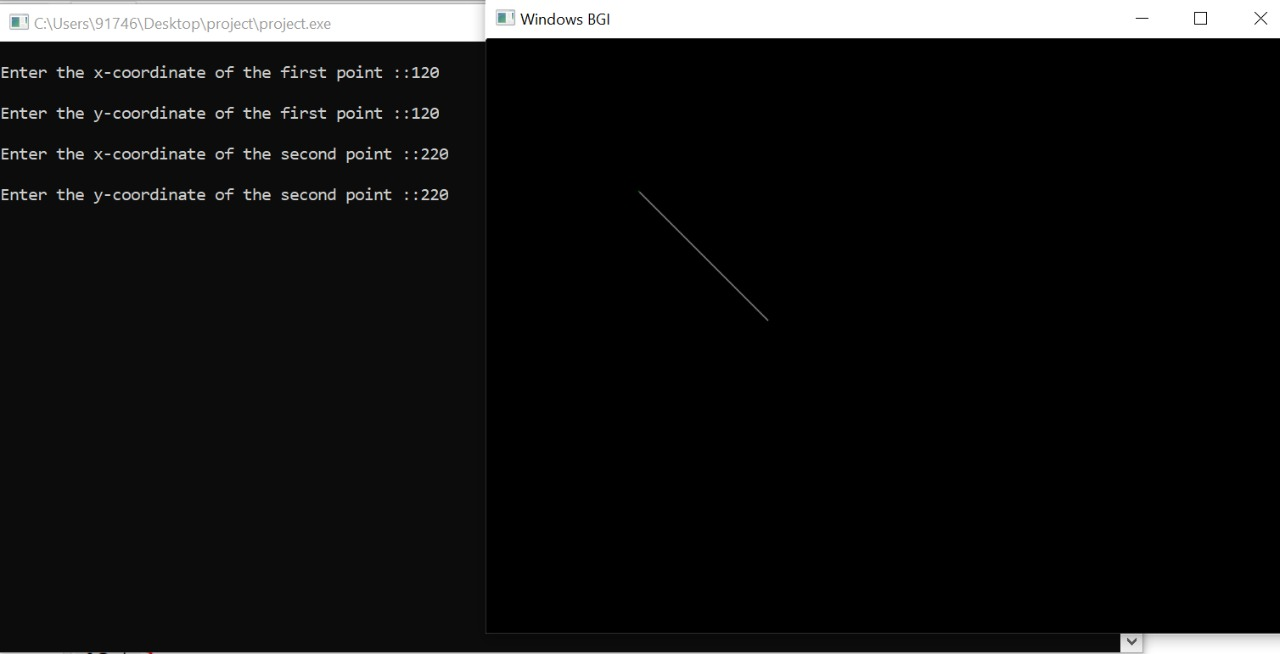 C:\Users\91746\Desktop\project\project.exe
Windows BGI
Enter the x-coordinate of the first point ::120
Enter the y-coordinate of the first point ::120
Enter the x-coordinate of the second point ::220
Enter the y-coordinate of the second point ::220